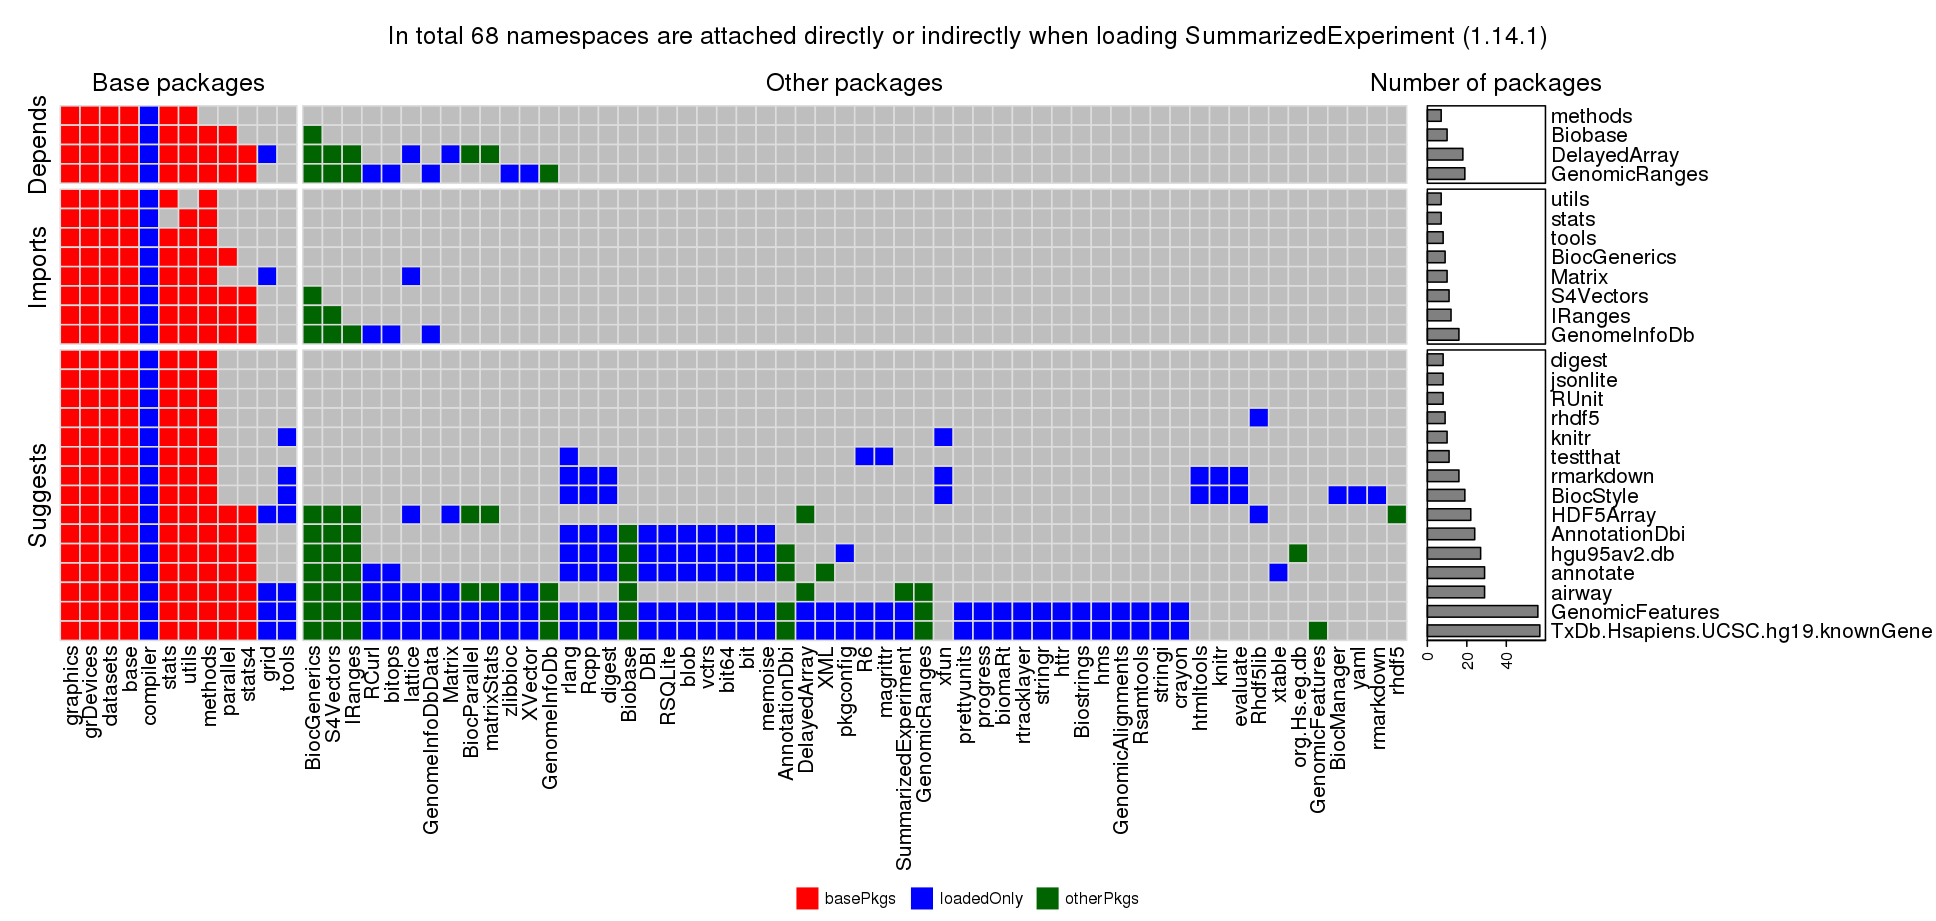 In total 68 namespaces are attached directly or indirectly when loading SummarizedExperiment (1.14.1)
Base packages
Other packages
Number of packages
Depends
methods
Biobase
DelayedArray
GenomicRanges
Imports
utils
stats
tools
BiocGenerics
Matrix
S4Vectors
IRanges
GenomeInfoDb
Suggests
digest
jsonlite
RUnit
rhdf5
knitr
testthat
rmarkdown
BiocStyle
HDF5Array
AnnotationDbi
hgu95av2.db
annotate
airway
GenomicFeatures
TxDb.Hsapiens.UCSC.hg19.knownGene
0
20
40
graphics
grDevices
datasets
base
compiler
stats
utils
methods
parallel
stats4
grid
tools
BiocGenerics
S4Vectors
IRanges
RCurl
bitops
lattice
GenomeInfoDbData
Matrix
BiocParallel
matrixStats
zlibbioc
XVector
GenomeInfoDb
rlang
Rcpp
digest
Biobase
DBI
RSQLite
blob
vctrs
bit64
bit
memoise
AnnotationDbi
DelayedArray
XML
pkgconfig
R6
magrittr
SummarizedExperiment
GenomicRanges
xfun
prettyunits
progress
biomaRt
rtracklayer
stringr
httr
Biostrings
hms
GenomicAlignments
Rsamtools
stringi
crayon
htmltools
knitr
evaluate
Rhdf5lib
xtable
org.Hs.eg.db
GenomicFeatures
BiocManager
yaml
rmarkdown
rhdf5
basePkgs
loadedOnly
otherPkgs